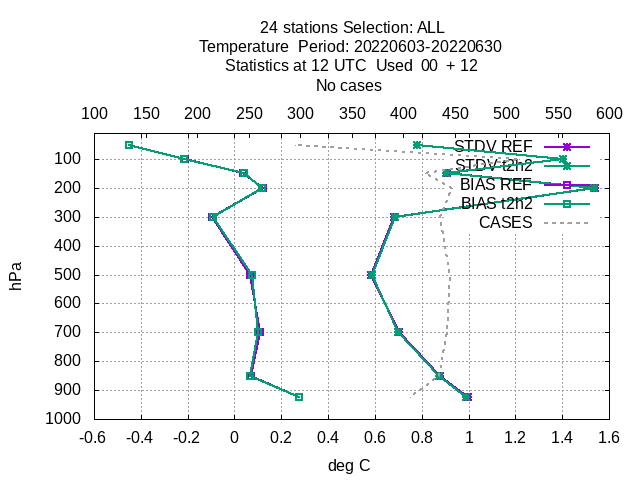 24 stations Selection: ALL
Temperature  Period: 20220603-20220630
Statistics at 12 UTC  Used  00  + 12
No cases
100 150 200 250 300 350 400 450 500 550 600
STDV REF
100
STDV t2h2
BIAS REF
200
BIAS t2h2
300
CASES
400
hPa
500
600
700
800
900
1000
-0.6 -0.4 -0.2 0 0.2 0.4 0.6 0.8 1 1.2 1.4 1.6
deg C